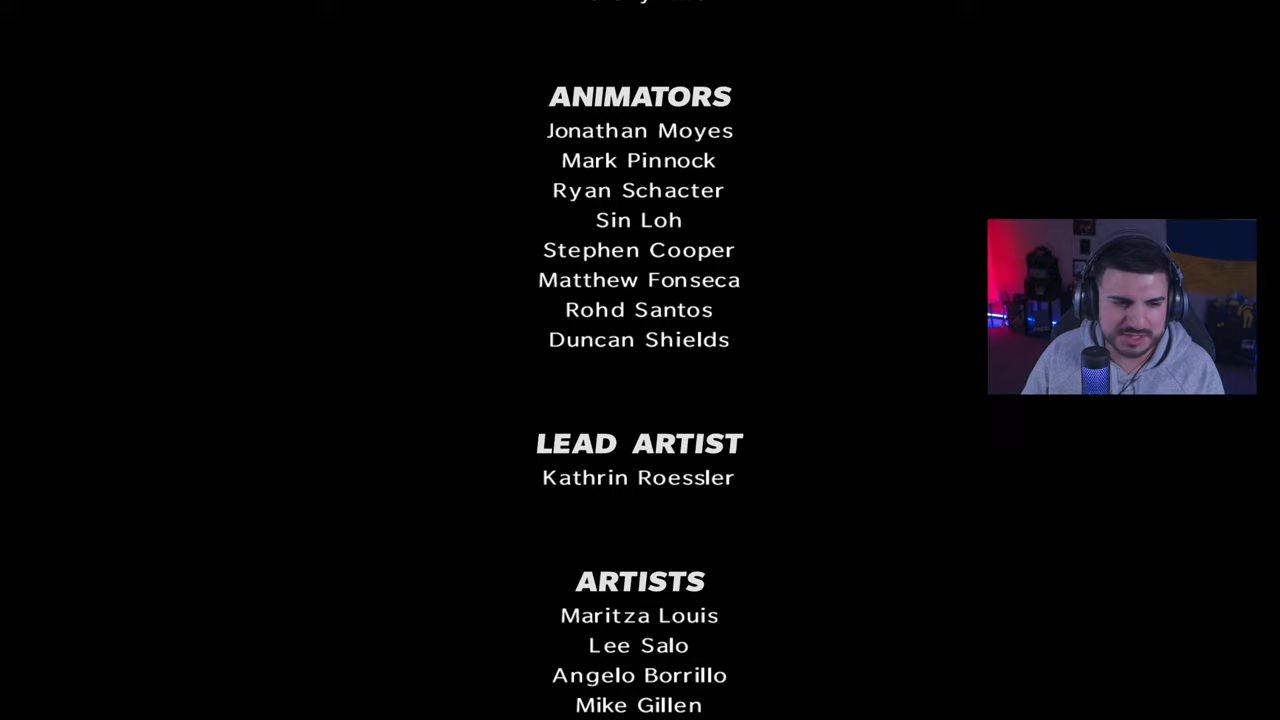 ANIMATORS
Jonathan Moyes
Mark Pinnock
Ryan Schacter
Sin Loh
Stephen Cooper
Matthew Fonseca
Rohd Santos
Duncan Shields
LEAD ARTIST
Kathrin Roessler
ARTISTS
Maritza Louis
Lee Salo
Angelo Borrillo
Mike Gillen